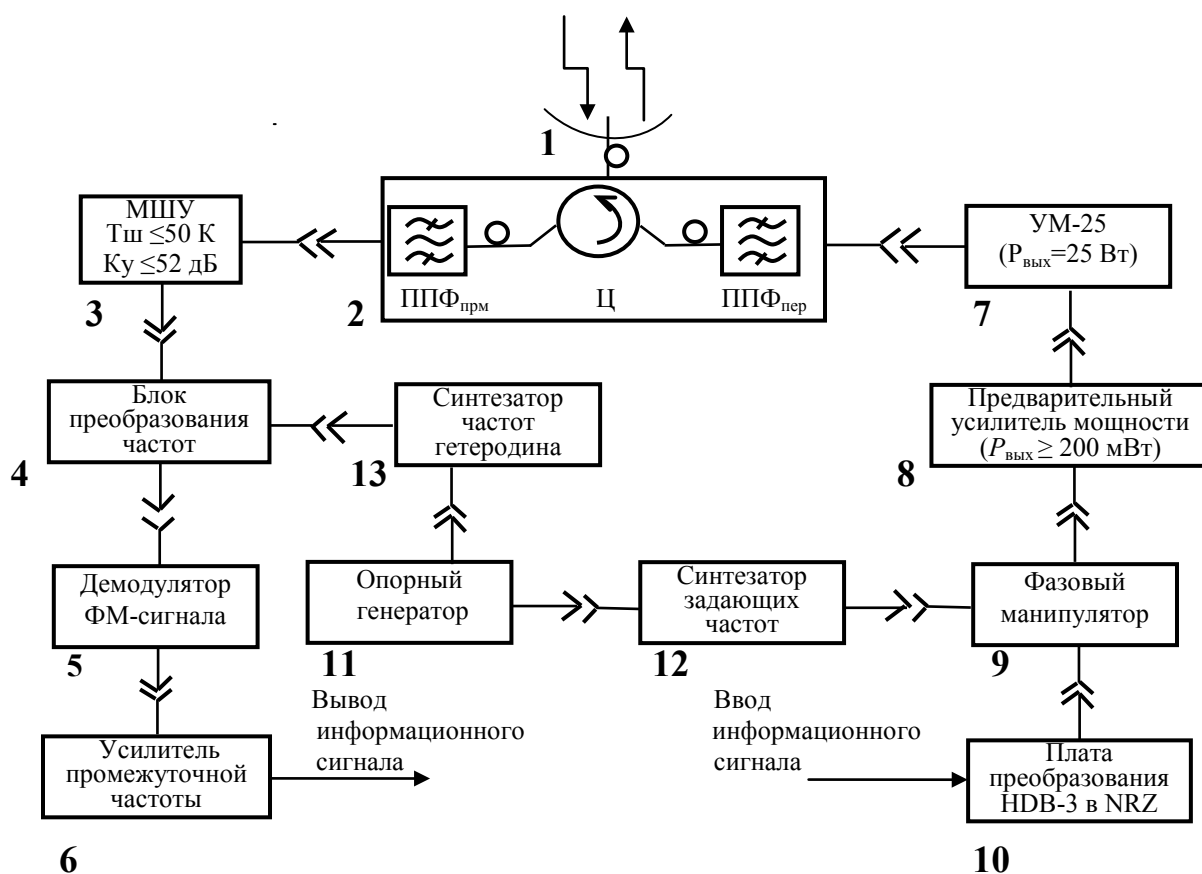 1
МШУ
Тш ≤50 К
Ку ≤52 дБ
3
2
ППФпрм
Ц
ППФпер
УМ-25
(Рвых=25 Вт)
7
Блок
преобразования
частот
4
Синтезатор
частот
гетеродина
13
Предварительный
усилитель мощности
(Рвых ≥ 200 мВт)
8
Демодулятор
ФМ-сигнала
5
Опорный
генератор
11
Синтезатор
задающих
частот
12
Фазовый
манипулятор
9
Вывод
информационного
сигнала
Ввод
информационного
сигнала
Усилитель
промежуточной
частоты
6
Плата
преобразования
HDB-3 в NRZ
10